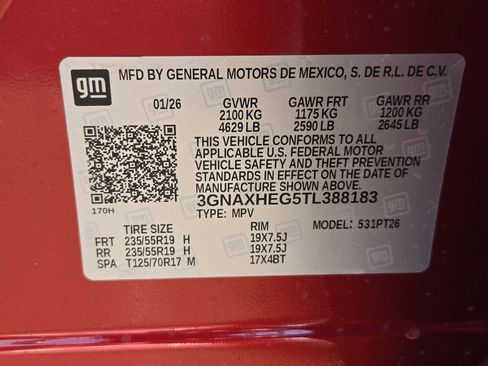 gm MFD BY GENERAL MOTORS DE MEXICO, S. DE R.L. DE C.V.
01/26 GVWR GAWR FRT GAWR RR
2100 KG 1175 KG 1200 KG
4629 LB 2590 LB 2645 LB
THIS VEHICLE CONFORMS TO ALL
APPLICABLE U.S. FEDERAL MOTOR
VEHICLE SAFETY AND THEFT PREVENTION
STANDARDS IN EFFECT ON THE DATE OF
MANUFACTURE SHOWN ABOVE.
170H 3GNAXHEG5TL388183
TYPE: MPV MODEL: 531PT26
TIRE SIZE RIM
FRT 235/55R19 H 19X7.5J
RR 235/55R19 H 19X7.5J
SPA T125/70R17 M 17X4BT